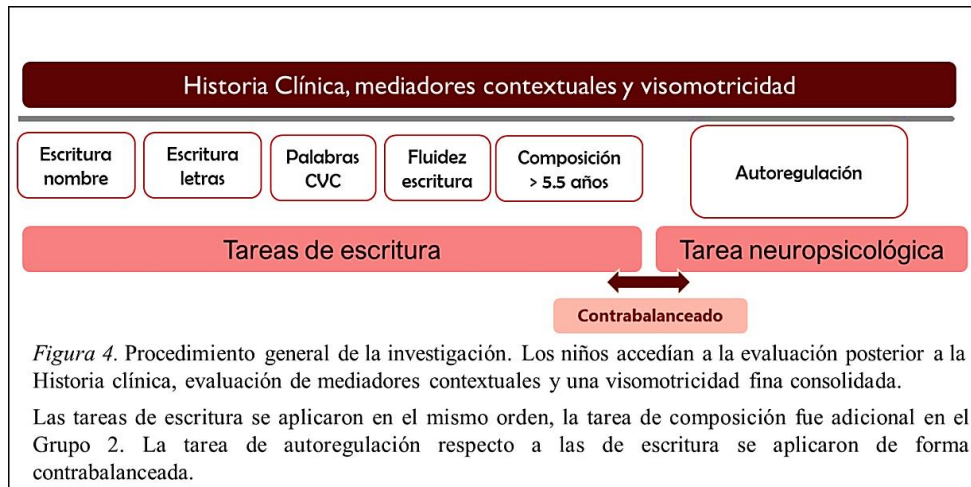 Historia Clínica, mediadores contextuales y visomotricidad
Escritura
nombre
Escritura
letras
Palabras
CVC
Fluidez
escritura
Composición
> 5.5 años
Autoregulación
Tareas de escritura
Tarea neuropsicológica
Contrabalanceado
Figura 4. Procedimiento general de la investigación. Los niños accedían a la evaluación posterior a la
Historia clínica, evaluación de mediadores contextuales y una visomotricidad fina consolidada.
Las tareas de escritura se aplicaron en el mismo orden, la tarea de composición fue adicional en el
Grupo 2. La tarea de autoregulación respecto a las de escritura se aplicaron de forma
contrabalanceada.